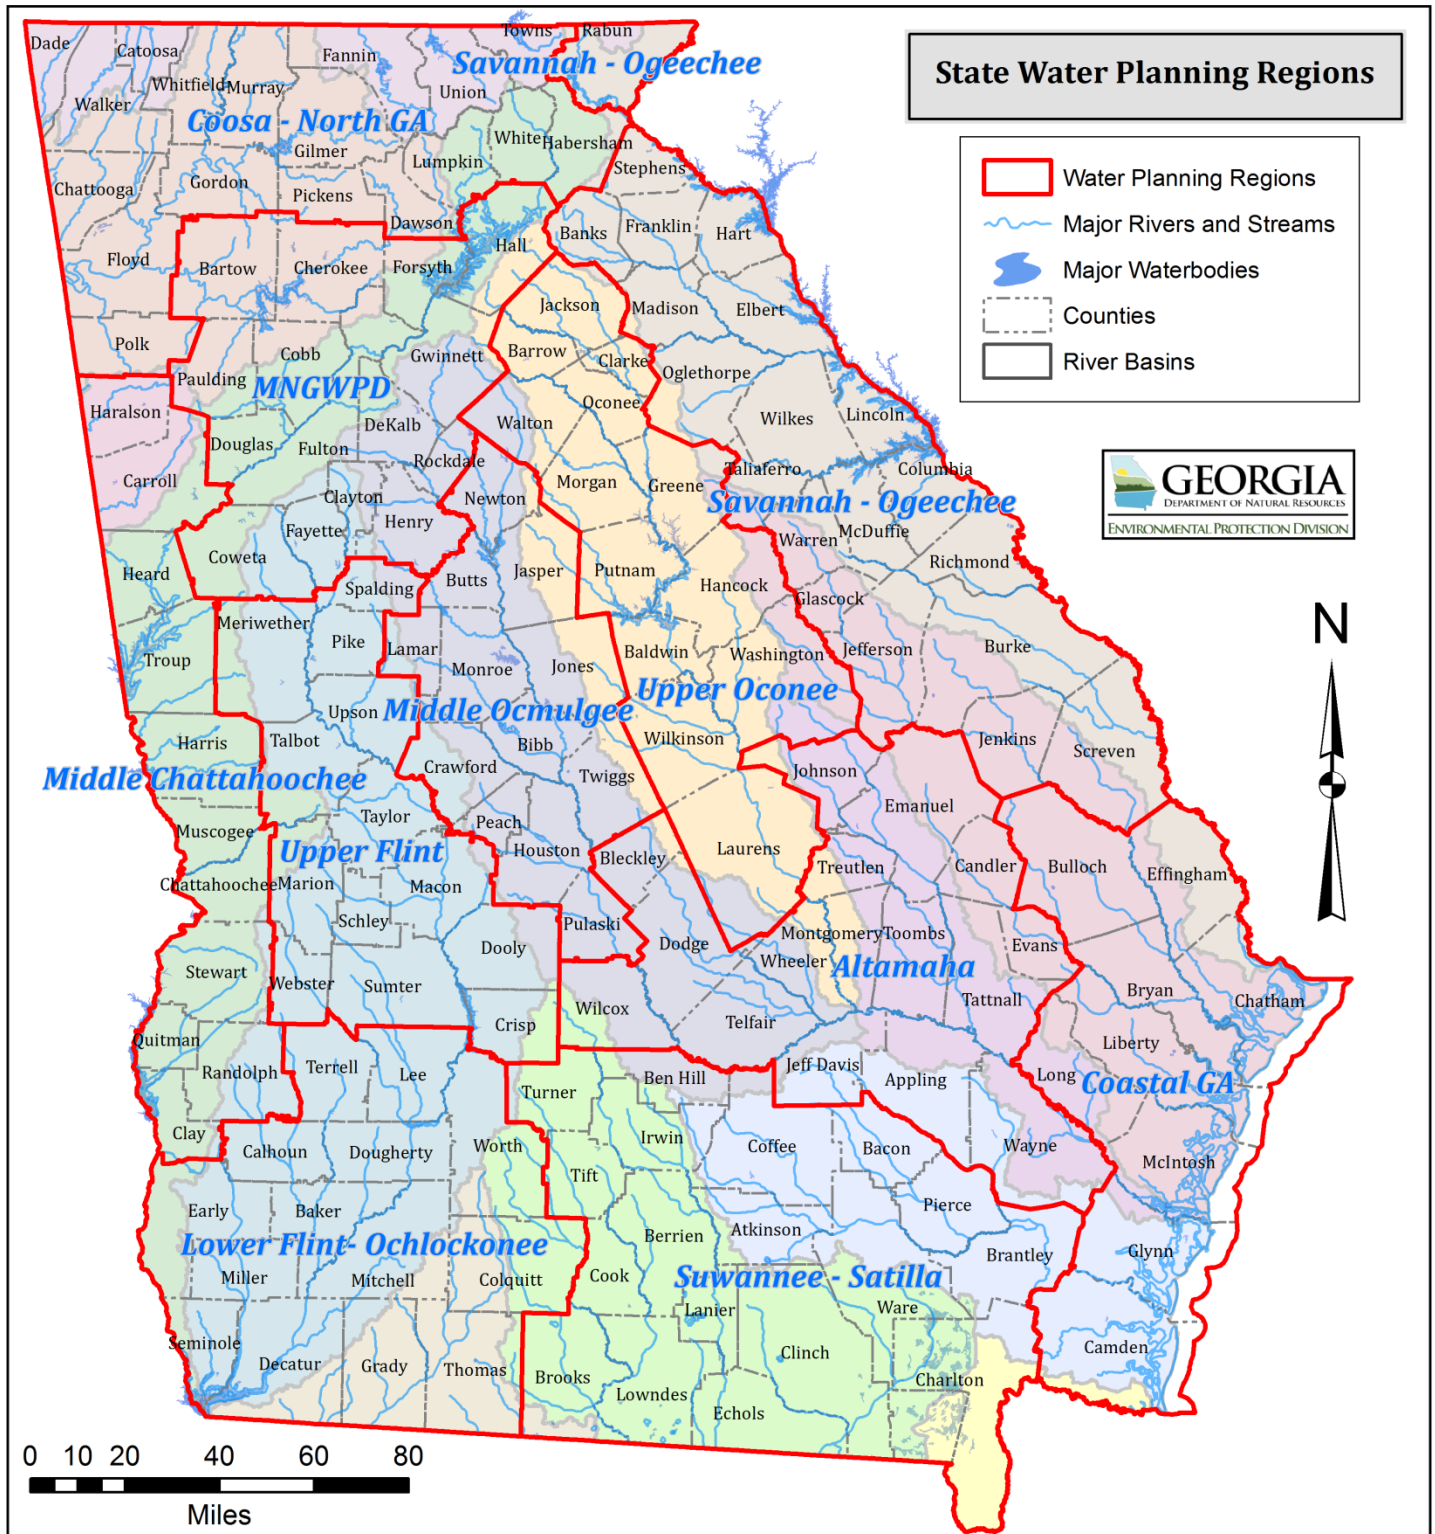 State Water Planning Regions
Water Planning Regions
Major Rivers and Streams
Major Waterbodies
Counties
River Basins
GEORGIA
DEPARTMENT OF NATURAL RESOURCES
ENVIRONMENTAL PROTECTION DIVISION
N
Dade
Catoosa
Fannin
Towns
Rabun
Savannah - Ogeechee
Walker
Whitfield
Murray
Union
Coosa - North GA
Gilmer
White
Habersham
Lumpkin
Stephens
Chattooga
Gordon
Pickens
Dawson
Banks
Franklin
Hart
Hall
Floyd
Bartow
Cherokee
Forsyth
Jackson
Madison
Elbert
Polk
Cobb
Gwinnett
Barrow
Clarke
Oglethorpe
Paulding
MNGWPD
Haralson
Oconee
Wilkes
Lincoln
DeKalb
Walton
Douglas
Fulton
Rockdale
Taliaferro
Columbia
Carroll
Clayton
Newton
Morgan
Greene
Savannah - Ogeechee
Fayette
Henry
Warren
McDuffie
Coweta
Richmond
Heard
Spalding
Butts
Jasper
Putnam
Hancock
Glascock
Meriwether
Pike
Lamar
Jefferson
Burke
Troup
Monroe
Jones
Baldwin
Washington
Upper Oconee
Upson
Middle Ocmulgee
Harris
Talbot
Bibb
Wilkinson
Jenkins
Screven
Middle Chattahoochee
Crawford
Twiggs
Johnson
Emanuel
Muscogee
Taylor
Peach
Upper Flint
Houston
Bleckley
Laurens
Treutlen
Candler
Bulloch
Effingham
Chattahoochee
Marion
Macon
Schley
Pulaski
Dooly
Dodge
Montgomery
Toombs
Evans
Stewart
Webster
Sumter
Wheeler
Altamaha
Tattnall
Bryan
Chatham
Wilcox
Telfair
Crisp
Quitman
Liberty
Randolph
Terrell
Lee
Turner
Ben Hill
Jeff Davis
Appling
Long
Coastal GA
Clay
Calhoun
Dougherty
Worth
Irwin
Coffee
Bacon
Wayne
McIntosh
Tift
Early
Baker
Pierce
Lower Flint- Ochlockonee
Berrien
Atkinson
Brantley
Glynn
Miller
Mitchell
Colquitt
Cook
Suwannee - Satilla
Lanier
Ware
Seminole
Decatur
Grady
Thomas
Brooks
Lowndes
Clinch
Camden
Charlton
Echols
0 10 20 40 60 80
Miles